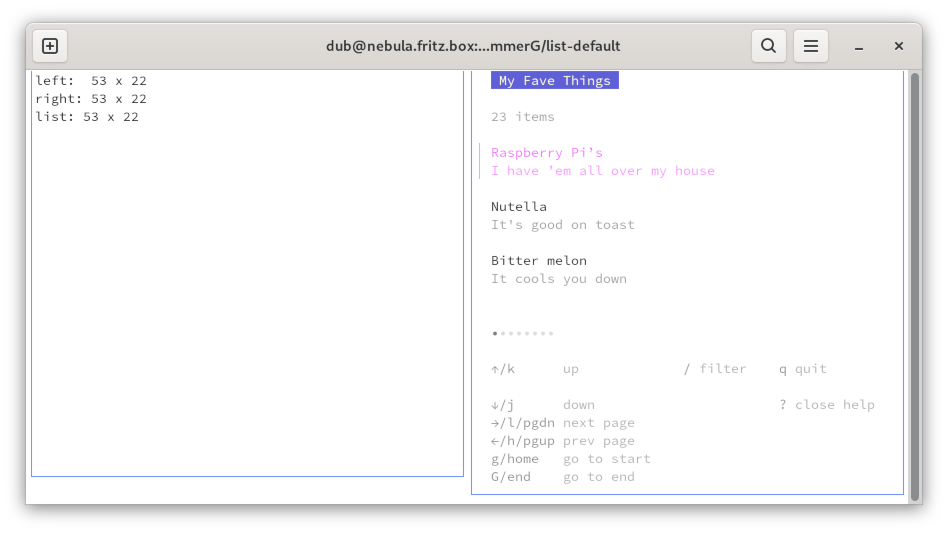 dub@nebula.fritz.box:...mmerG/list-default
left:  53 x 22
right: 53 x 22
list: 53 x 22
My Fave Things
23 items
Raspberry Pi’s
I have ’em all over my house
Nutella
It's good on toast
Bitter melon
It cools you down
↑/k      up             / filter    q quit
↓/j      down                       ? close help
→/l/pgdn next page
←/h/pgup prev page
g/home   go to start
G/end    go to end